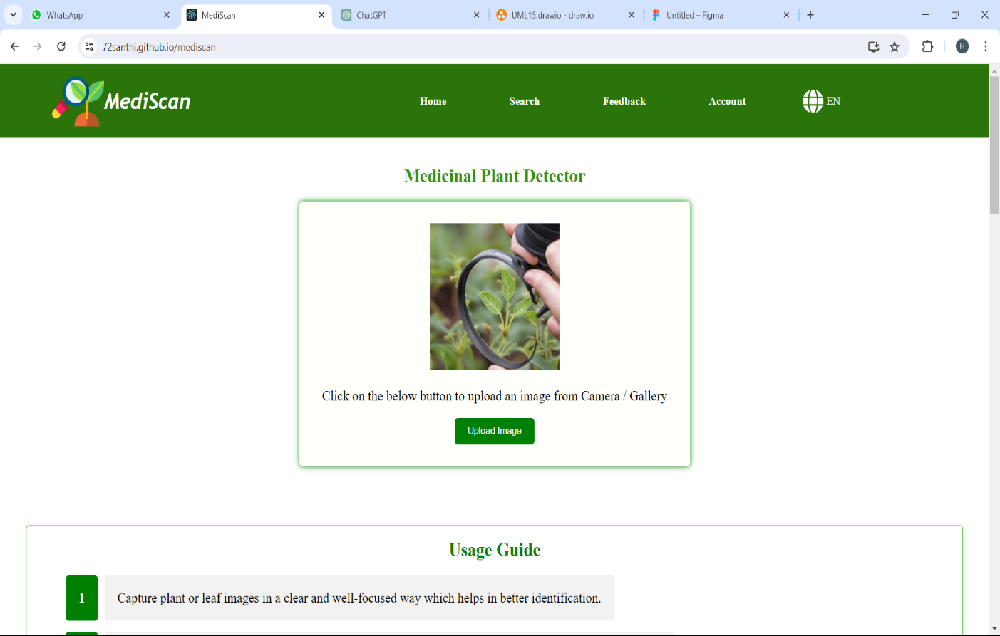 WhatsApp
MediScan
ChatGPT
UML15.drawio - draw.io
Untitled – Figma
72santhi.github.io/mediscan
H
MediScan
Home
Search
Feedback
Account
EN
Medicinal Plant Detector
Click on the below button to upload an image from Camera / Gallery
Upload Image
Usage Guide
1
Capture plant or leaf images in a clear and well-focused way which helps in better identification.